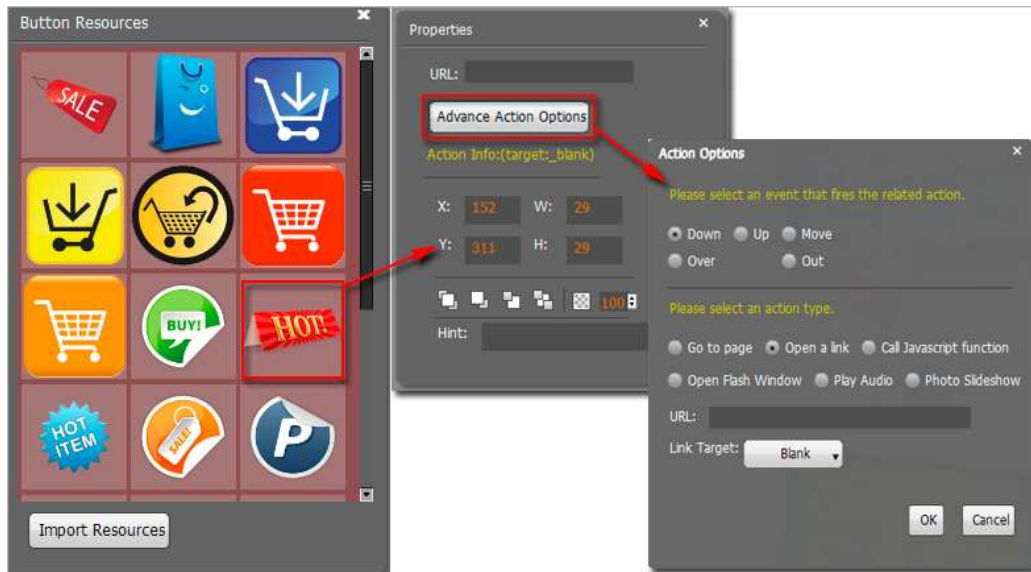 Button Resources
SALE
BUY!
HOT!
HOT ITEM
SALE!
P
Import Resources
Properties
URL:
Advance Action Options
Action Info:(target:_blank)
X: 152 W: 29
Y: 311 H: 29
100
Hint:
Action Options
Please select an event that fires the related action.
Down Up Move
Over Out
Please select an action type.
Go to page Open a link Call Javascript function
Open Flash Window Play Audio Photo Slideshow
URL:
Link Target: Blank
OK Cancel